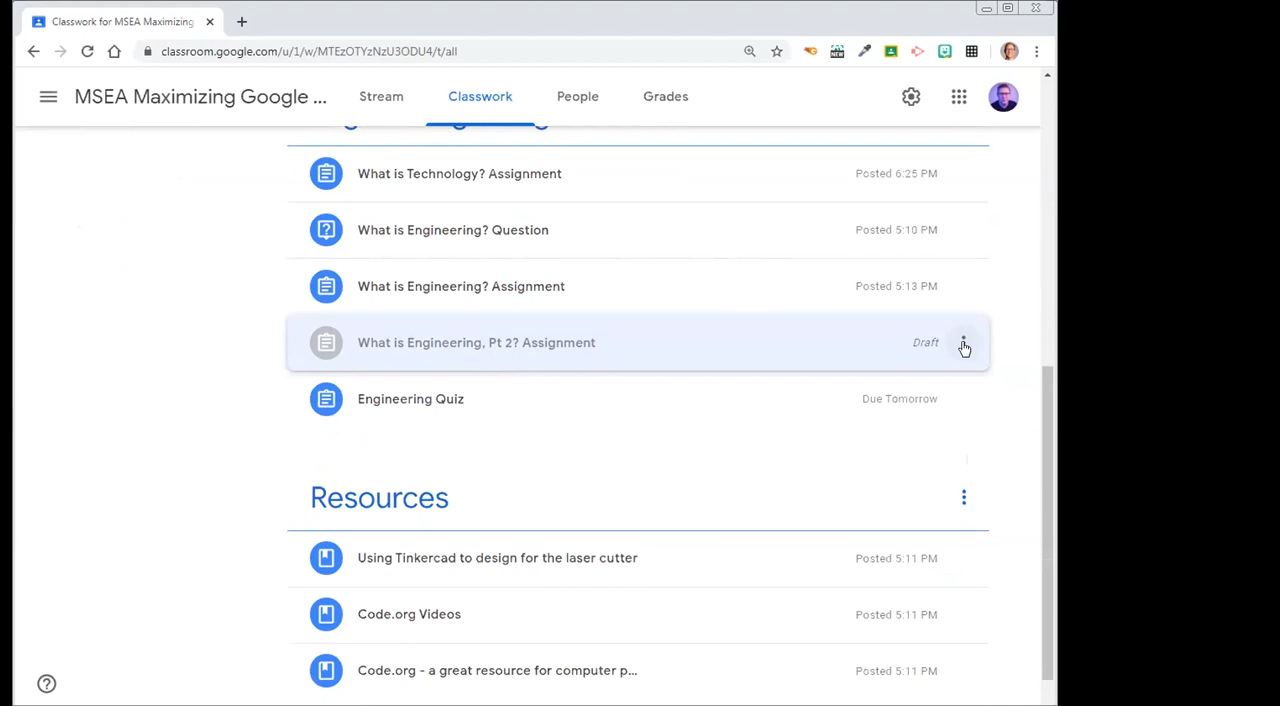 Classwork for MSEA Maximizing
classroom.google.com/u/1/w/MTEzOTYzNzU3ODU4/t/all
MSEA Maximizing Google ...
Stream
Classwork
People
Grades
What is Technology? Assignment
Posted 6:25 PM
What is Engineering? Question
Posted 5:10 PM
What is Engineering? Assignment
Posted 5:13 PM
What is Engineering, Pt 2? Assignment
Draft
Engineering Quiz
Due Tomorrow
Resources
Using Tinkercad to design for the laser cutter
Posted 5:11 PM
Code.org Videos
Posted 5:11 PM
Code.org - a great resource for computer p...
Posted 5:11 PM